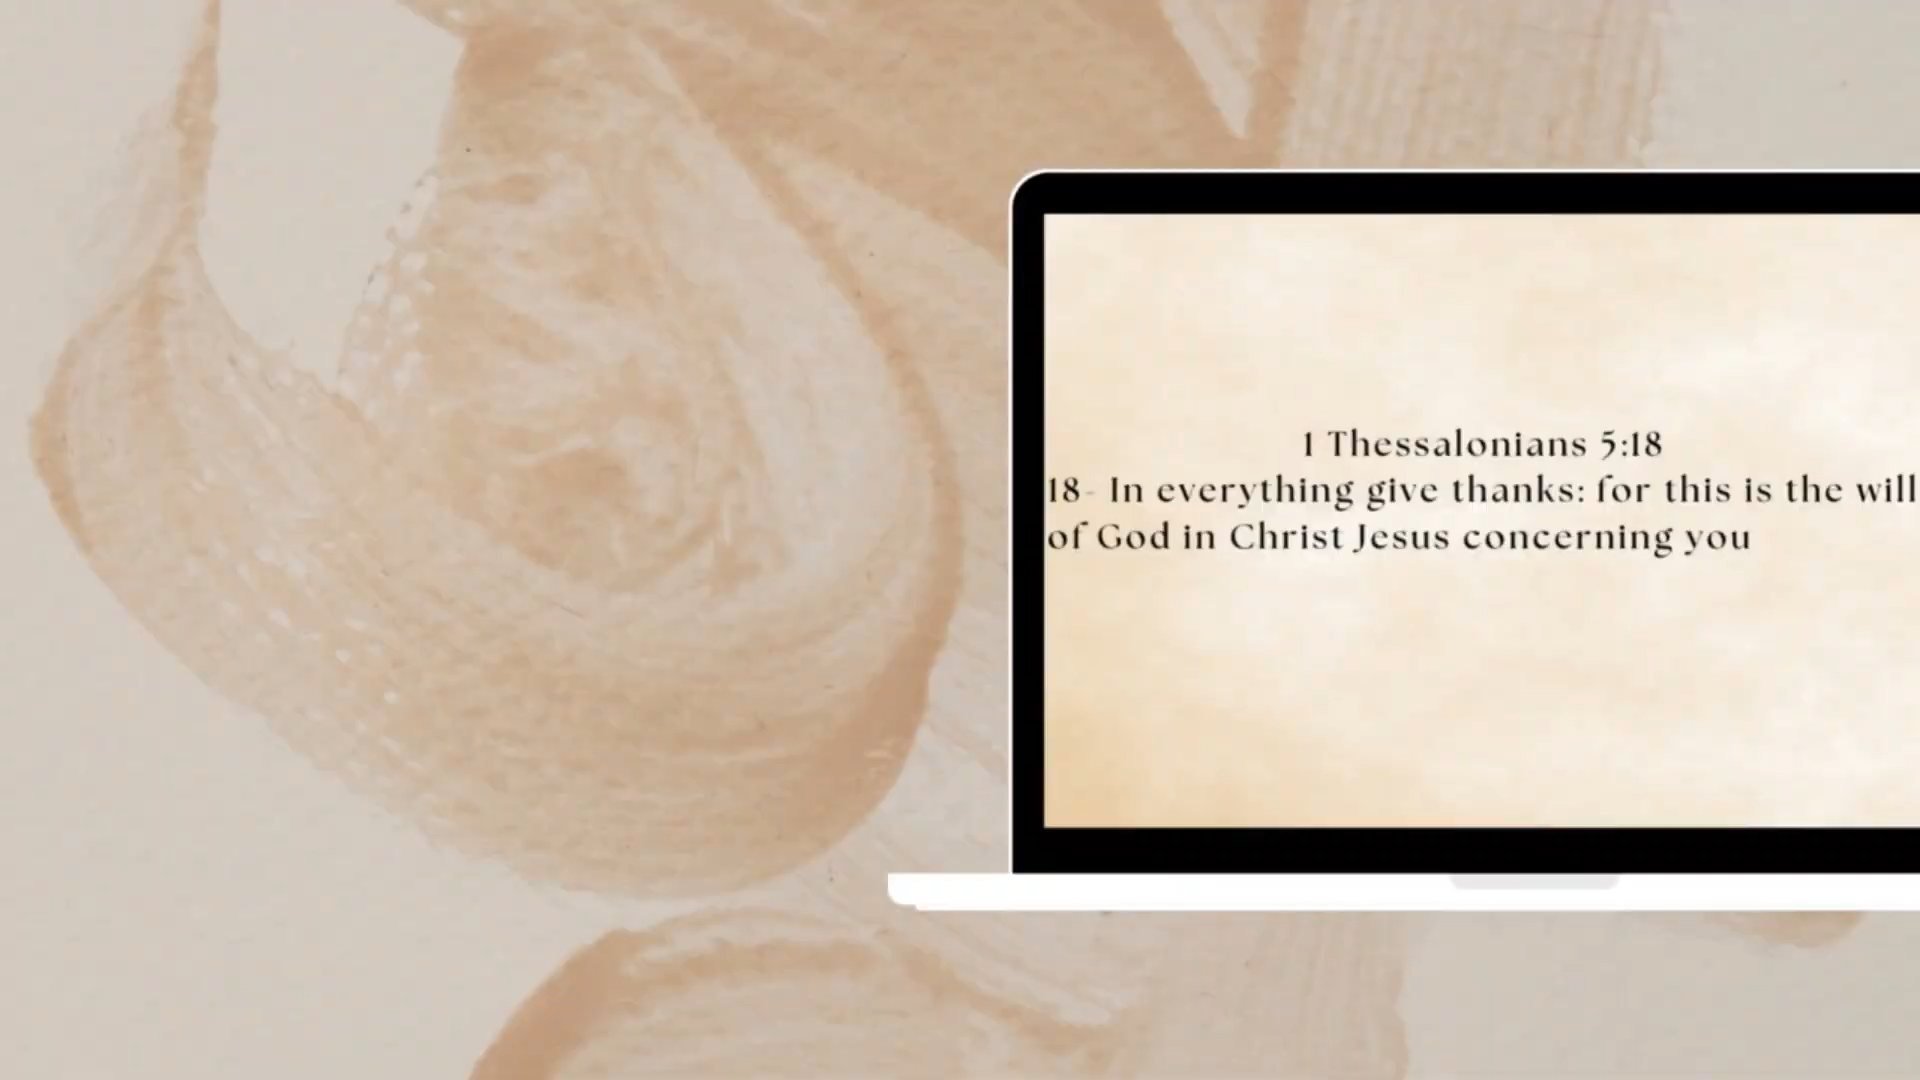 1 Thessalonians 5:18
18- In everything give thanks: for this is the will
of God in Christ Jesus concerning you